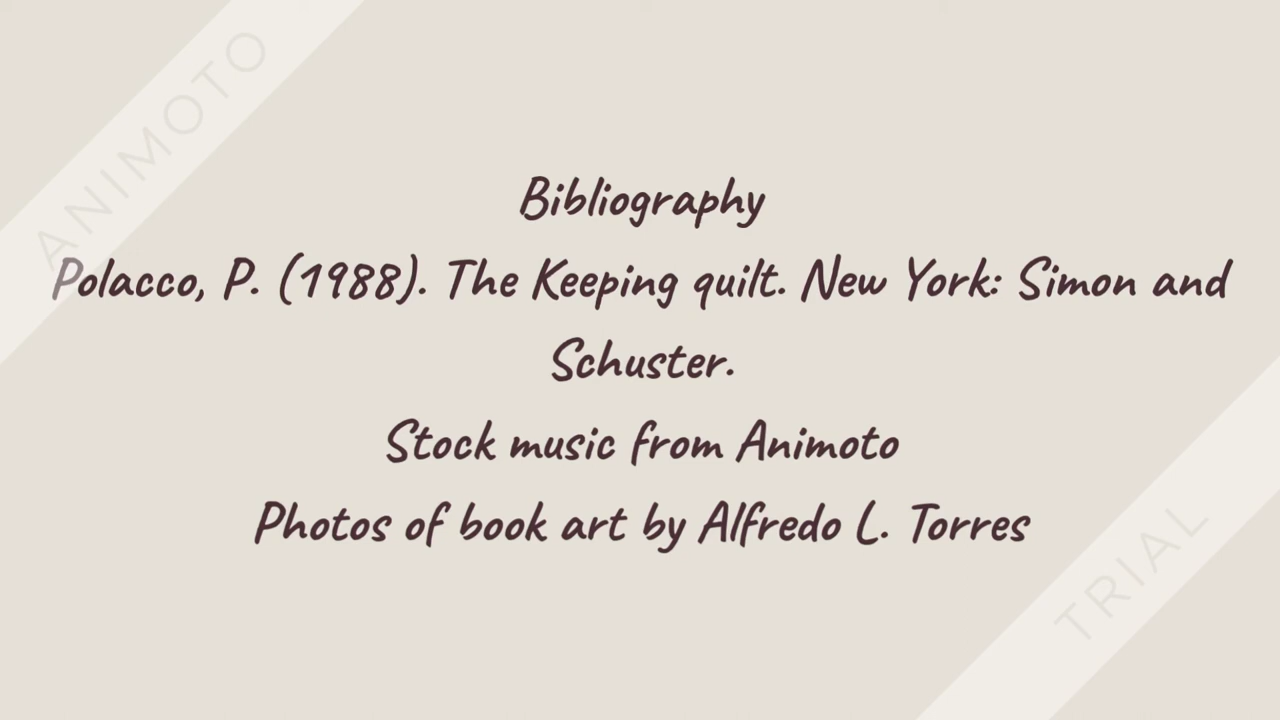 ANIMOTO
Bibliography
Polacco, P. (1988). The Keeping quilt. New York: Simon and
Schuster.
Stock music from Animoto
Photos of book art by Alfredo L. Torres
TRIAL